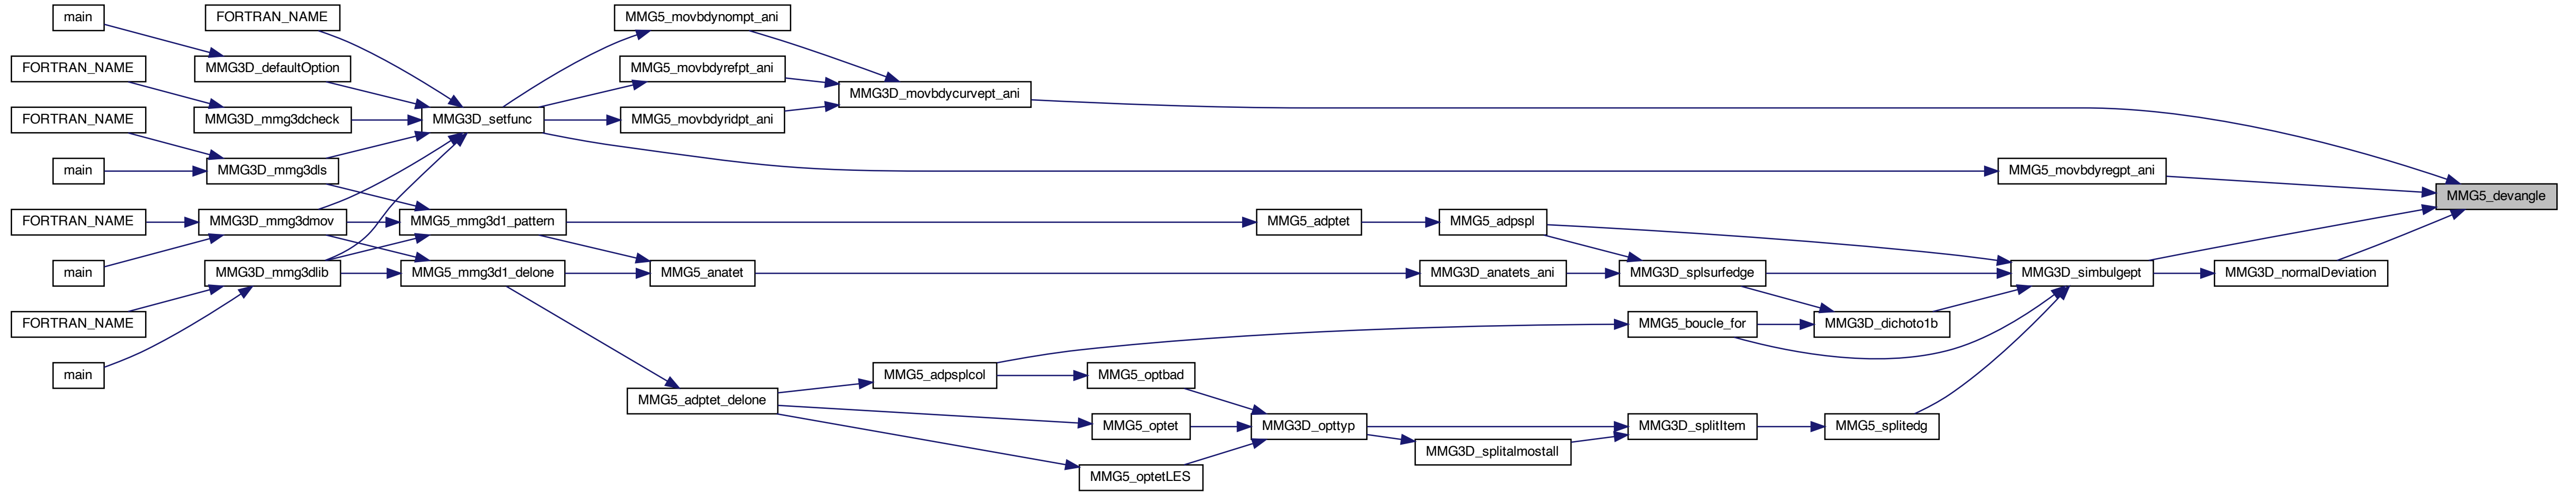 main
FORTRAN_NAME
MMG5_movbdynompt_ani
FORTRAN_NAME
MMG3D_defaultOption
MMG5_movbdyrefpt_ani
MMG3D_movbdycurvept_ani
FORTRAN_NAME
MMG3D_mmg3dcheck
MMG3D_setfunc
MMG5_movbdyridpt_ani
main
MMG3D_mmg3dls
MMG5_movbdyregpt_ani
MMG5_devangle
FORTRAN_NAME
MMG3D_mmg3dmov
MMG5_mmg3d1_pattern
MMG5_adptet
MMG5_adpspl
main
MMG3D_mmg3dlib
MMG5_mmg3d1_delone
MMG5_anatet
MMG3D_anatets_ani
MMG3D_splsurfedge
MMG3D_simbulgept
MMG3D_normalDeviation
FORTRAN_NAME
MMG5_boucle_for
MMG3D_dichoto1b
main
MMG5_adpsplcol
MMG5_optbad
MMG5_adptet_delone
MMG5_optet
MMG3D_opttyp
MMG3D_splitItem
MMG5_splitedg
MMG3D_splitalmostall
MMG5_optetLES